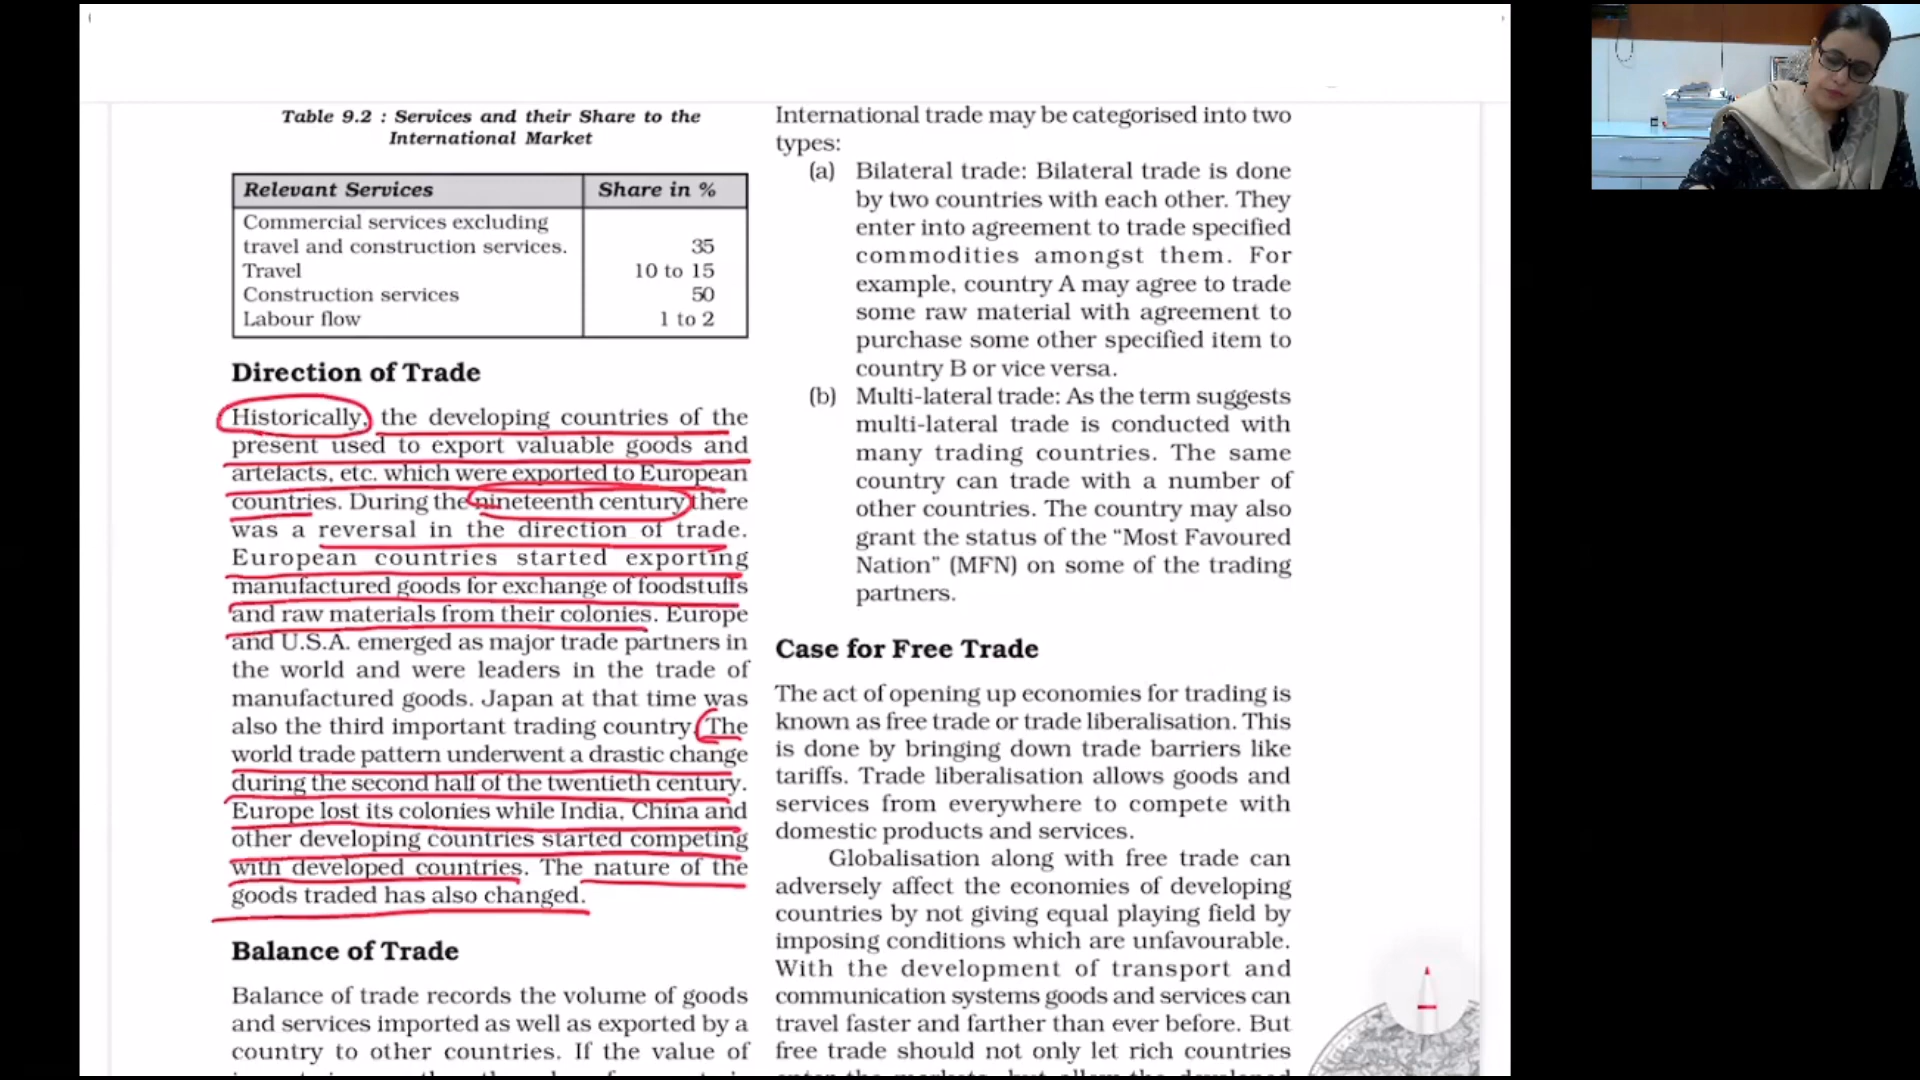 Table 9.2 : Services and their Share to the
International Market
Relevant Services Share in %
Commercial services excluding
travel and construction services. 35
Travel 10 to 15
Construction services 50
Labour flow 1 to 2
Direction of Trade
Historically, the developing countries of the
present used to export valuable goods and
artefacts, etc. which were exported to European
countries. During the nineteenth century there
was a reversal in the direction of trade.
European countries started exporting
manufactured goods for exchange of foodstuffs
and raw materials from their colonies. Europe
and U.S.A. emerged as major trade partners in
the world and were leaders in the trade of
manufactured goods. Japan at that time was
also the third important trading country. The
world trade pattern underwent a drastic change
during the second half of the twentieth century.
Europe lost its colonies while India, China and
other developing countries started competing
with developed countries. The nature of the
goods traded has also changed.
Balance of Trade
Balance of trade records the volume of goods
and services imported as well as exported by a
country to other countries. If the value of
International trade may be categorised into two
types:
(a) Bilateral trade: Bilateral trade is done
by two countries with each other. They
enter into agreement to trade specified
commodities amongst them. For
example, country A may agree to trade
some raw material with agreement to
purchase some other specified item to
country B or vice versa.
(b) Multi-lateral trade: As the term suggests
multi-lateral trade is conducted with
many trading countries. The same
country can trade with a number of
other countries. The country may also
grant the status of the “Most Favoured
Nation” (MFN) on some of the trading
partners.
Case for Free Trade
The act of opening up economies for trading is
known as free trade or trade liberalisation. This
is done by bringing down trade barriers like
tariffs. Trade liberalisation allows goods and
services from everywhere to compete with
domestic products and services.
Globalisation along with free trade can
adversely affect the economies of developing
countries by not giving equal playing field by
imposing conditions which are unfavourable.
With the development of transport and
communication systems goods and services can
travel faster and farther than ever before. But
free trade should not only let rich countries